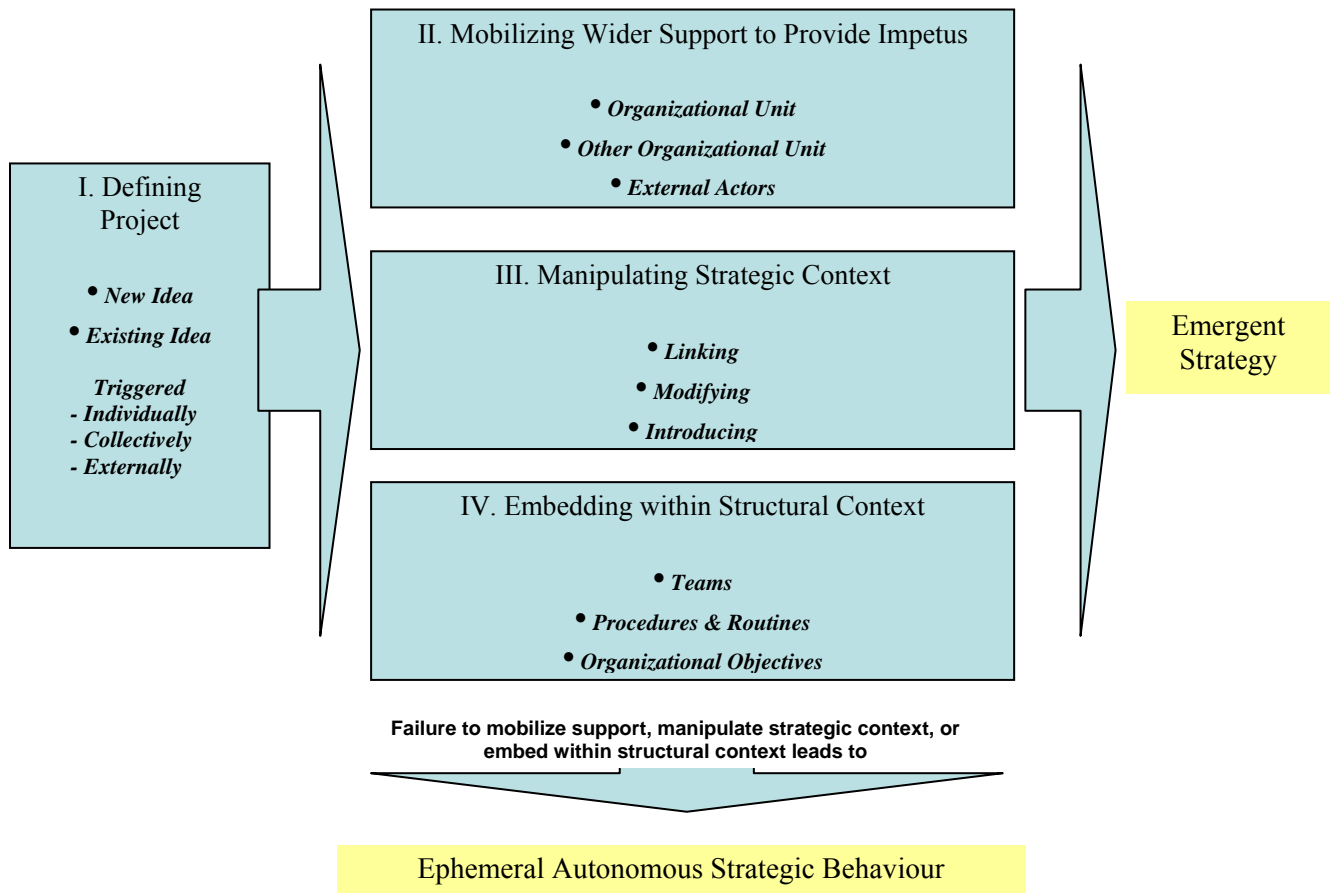 I. Defining
Project
• New Idea
• Existing Idea
Triggered
- Individually
- Collectively
- Externally
II. Mobilizing Wider Support to Provide Impetus
• Organizational Unit
• Other Organizational Unit
• External Actors
III. Manipulating Strategic Context
• Linking
• Modifying
• Introducing
IV. Embedding within Structural Context
• Teams
• Procedures & Routines
• Organizational Objectives
Emergent
Strategy
Failure to mobilize support, manipulate strategic context, or
embed within structural context leads to
Ephemeral Autonomous Strategic Behaviour